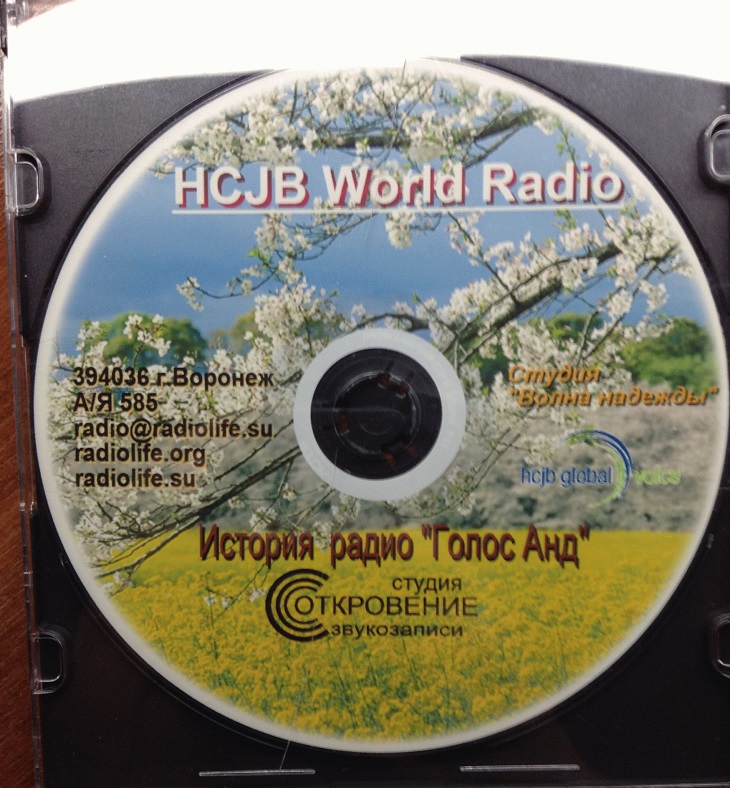 HCJB World Radio
394036 г.Воронеж
А/Я 585
radio@radiolife.su
radiolife.org
radiolife.su
Студия
"Волна надежды"
hcjb global voice
История радио "Голос Анд"
студия
ОТКРОВЕНИЕ
звукозаписи